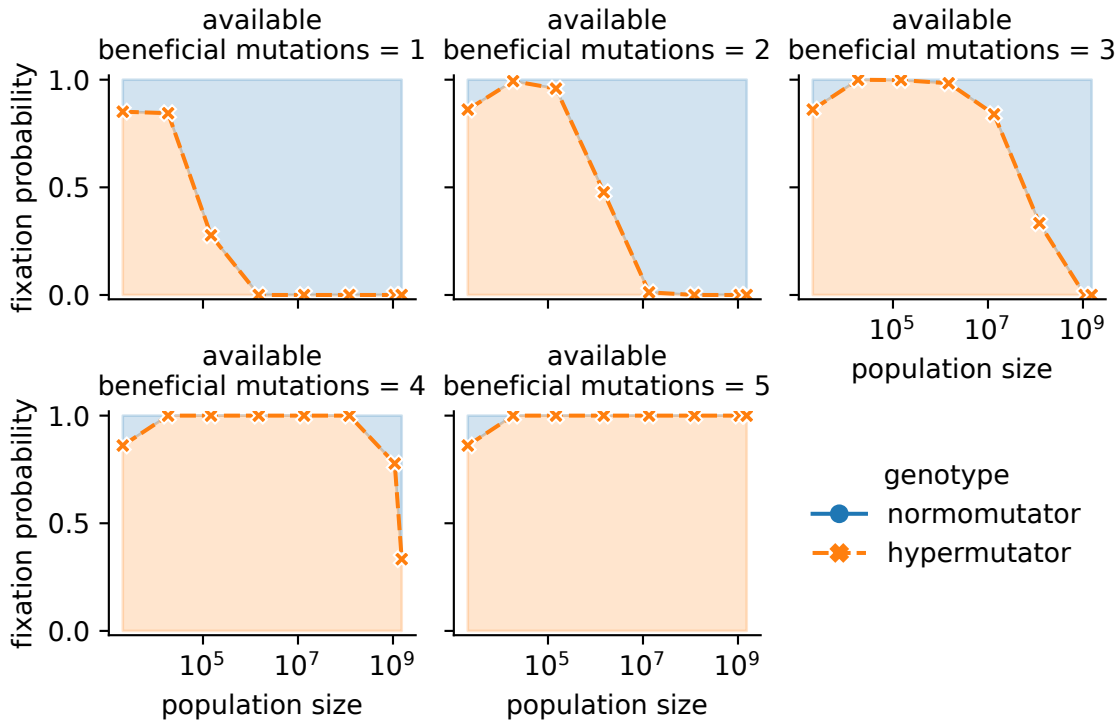 available
beneficial mutations = 1
available
beneficial mutations = 2
available
beneficial mutations = 3
fixation probability
1.0
0.5
0.0
10^5
10^7
10^9
population size
available
beneficial mutations = 4
available
beneficial mutations = 5
fixation probability
1.0
0.5
0.0
10^5
10^7
10^9
population size
10^5
10^7
10^9
population size
genotype
normomutator
hypermutator